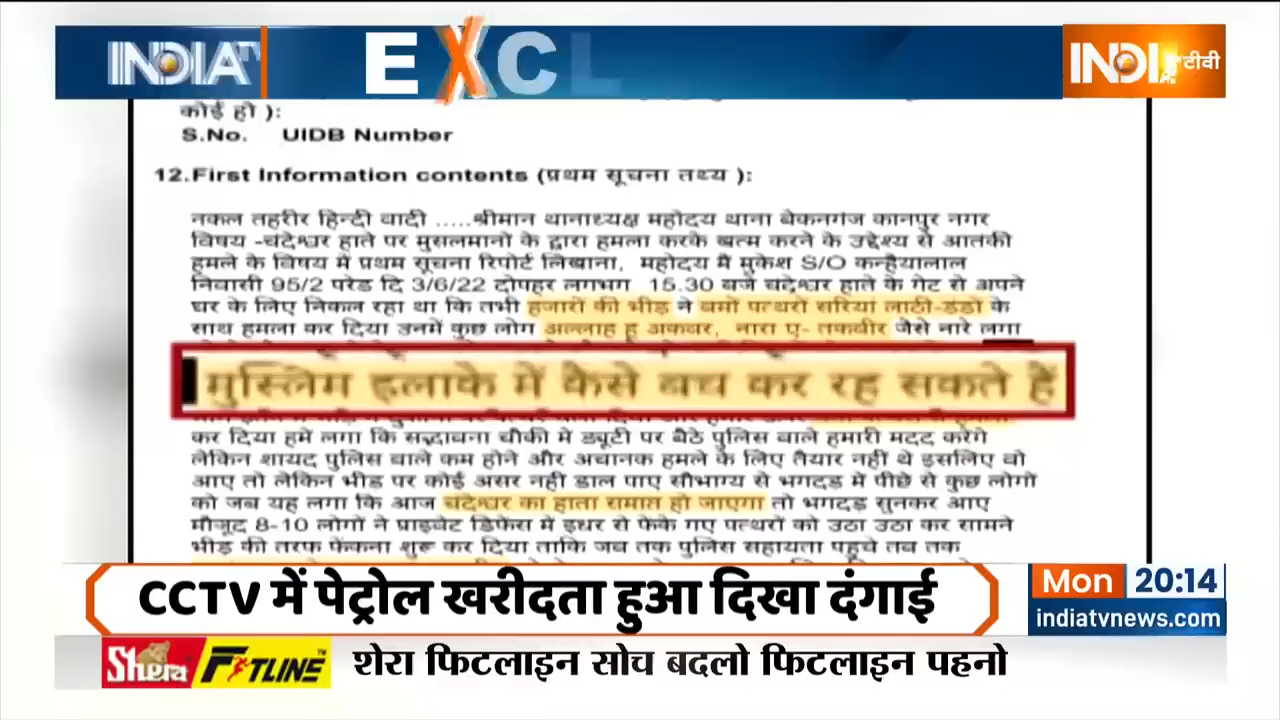 INDIA TV
EXCL
INDI टीवी
कोई हो ):
S.No. UIDB Number
12.First Information contents (प्रथम सूचना तथ्य ):
नकल तहरीर हिन्दी वादी .....श्रीमान थानाध्यक्ष महोदय थाना बेकनगंज कानपुर नगर
विषय -चंदेश्वर हाते पर मुसलमानो के द्वारा हमला करके खत्म करने के उद्देश्य से आतंकी
हमले के विषय में प्रथम सूचना रिपोर्ट लिखाना, महोदय मैं मुकेश S/O कन्हैयालाल
निवासी 95/2 परेड दि 3/6/22 दोपहर लगभग 15.30 बजे चंदेश्वर हाते के गेट से अपने
घर के लिए निकल रहा था कि तभी हजारों की भीड़ ने बमों पत्थरों सरियां लाठी-डंडों के
साथ हमला कर दिया उनमें कुछ लोग अल्लाह हू अकबर, नारा ए- तकबीर जैसे नारे लगा
मुस्लिम इलाके में कैसे बच कर रह सकते हैं
कर दिया हमें लगा कि सद्भावना चौकी में ड्यूटी पर बैठे पुलिस वाले हमारी मदद करेंगे
लेकिन शायद पुलिस वाले कम होने और अचानक हमले के लिए तैयार नहीं थे इसलिए वो
आए तो लेकिन भीड़ पर कोई असर नहीं डाल पाए सौभाग्य से भगदड़ में पीछे से कुछ लोगों
को जब यह लगा कि आज चंदेश्वर का हाता समाप्त हो जाएगा तो भगदड़ सुनकर आए
मौजूद 8-10 लोगों ने प्राइवेट डिफेंस में इधर से फेंके गए पत्थरों को उठा उठा कर सामने
भीड़ की तरफ फेंकना शुरू कर दिया ताकि जब तक पुलिस सहायता पहुचे तब तक
CCTV में पेट्रोल खरीदता हुआ दिखा दंगाई
Mon 20:14
indiatvnews.com
Shera FITLINE शेरा फिटलाइन सोच बदलो फिटलाइन पहनो